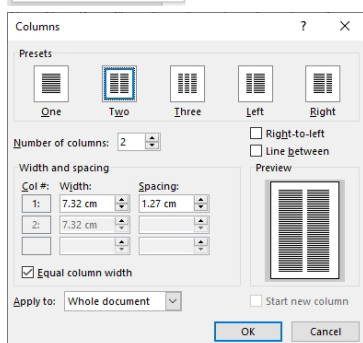 Columns ? X
Presets
One Two Three Left Right
Number of columns: 2
Right-to-left
Line between
Width and spacing
Col #: Width: Spacing:
1: 7.32 cm 1.27 cm
2: 7.32 cm
Equal column width
Preview
Apply to: Whole document
Start new column
OK Cancel